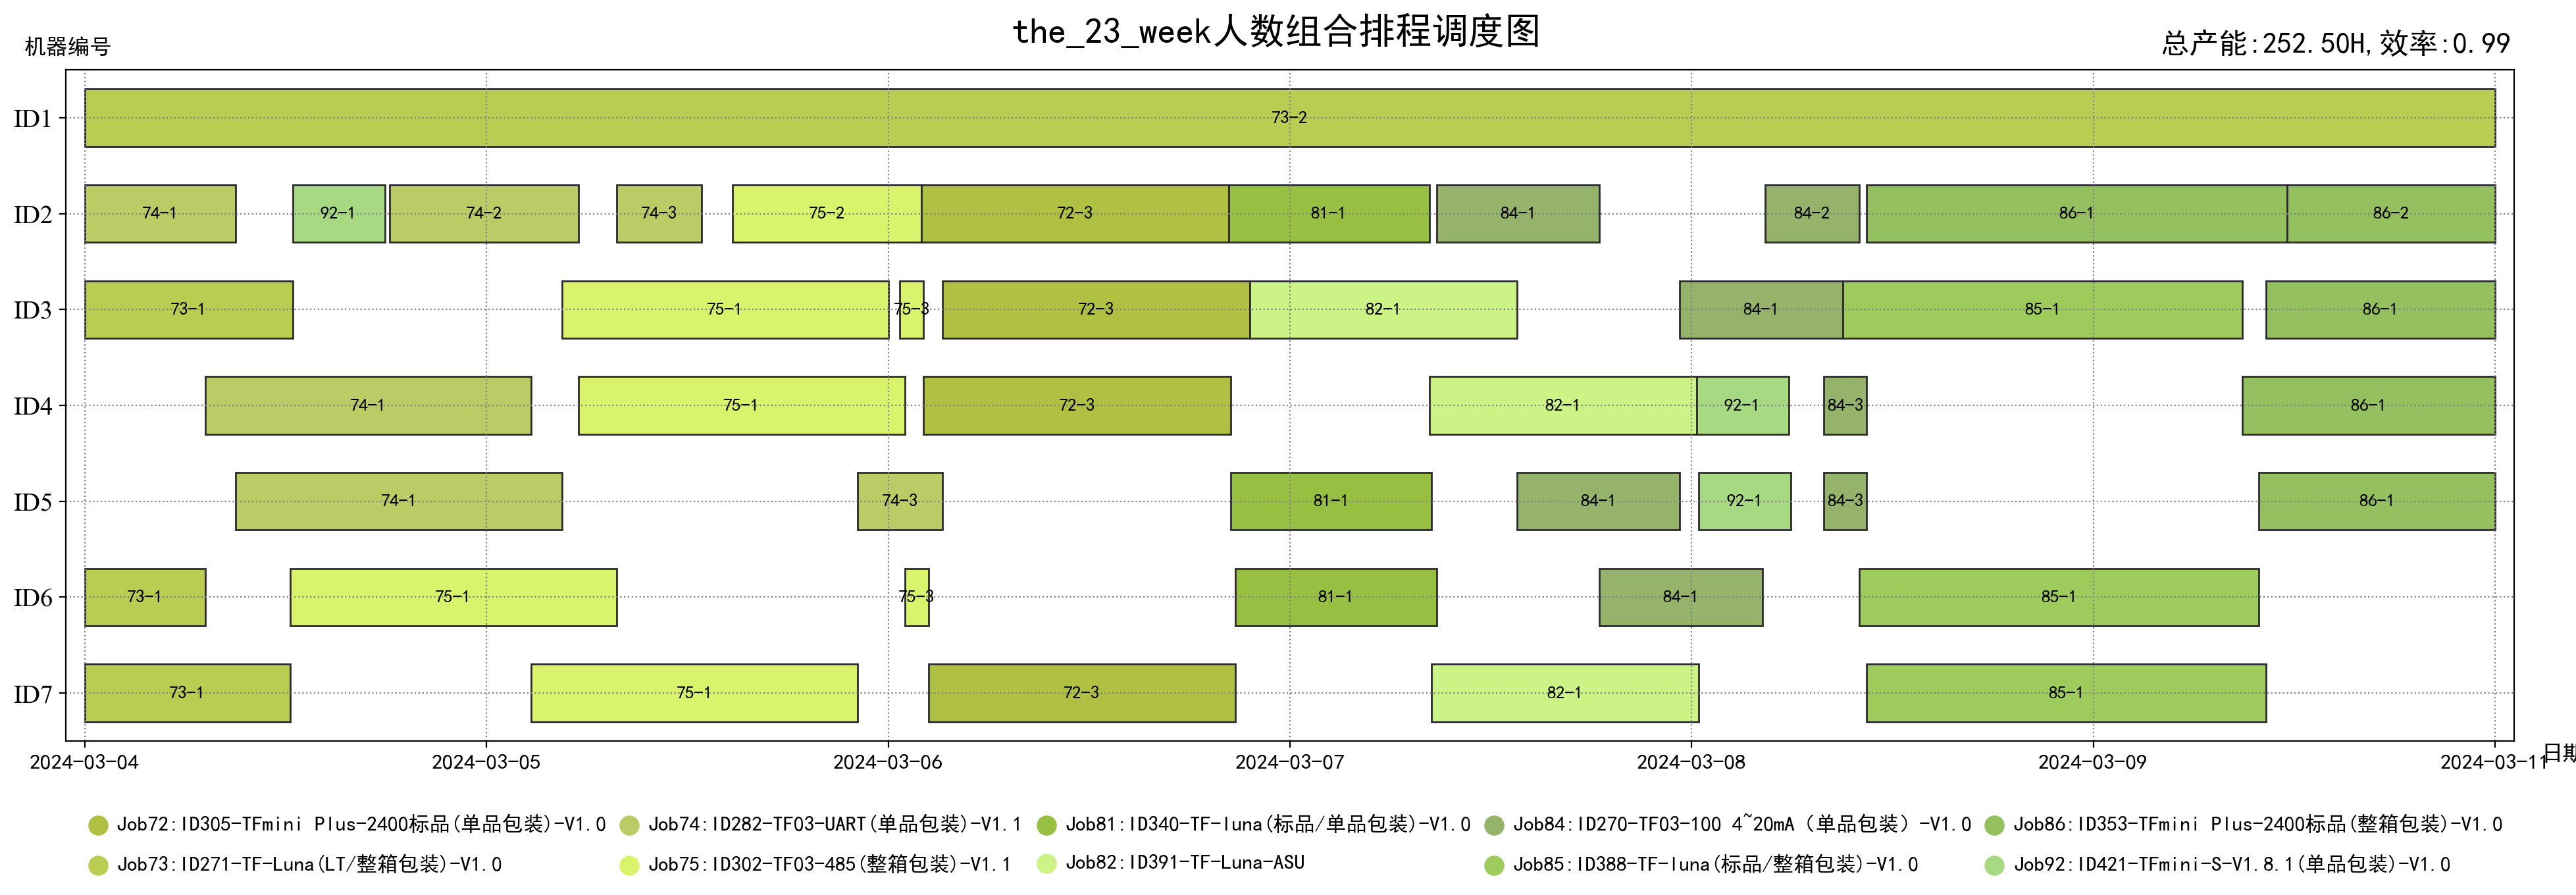 the_23_week人数组合排程调度图
机器编号
总产能:252.50H,效率:0.99
ID1
73-2
ID2
74-1 92-1 74-2 74-3 75-2 72-3 81-1 84-1 84-2 86-1 86-2
ID3
73-1 75-1 75-3 72-3 82-1 84-1 85-1 86-1
ID4
74-1 75-1 72-3 82-1 92-1 84-3 86-1
ID5
74-1 74-3 81-1 84-1 92-1 84-3 86-1
ID6
73-1 75-1 75-3 81-1 84-1 85-1
ID7
73-1 75-1 72-3 82-1 85-1
2024-03-04 2024-03-05 2024-03-06 2024-03-07 2024-03-08 2024-03-09 2024-03-11
日期
Job72:ID305-TFmini Plus-2400标品(单品包装)-V1.0
Job74:ID282-TF03-UART(单品包装)-V1.1
Job81:ID340-TF-luna(标品/单品包装)-V1.0
Job84:ID270-TF03-100 4~20mA（单品包装）-V1.0
Job86:ID353-TFmini Plus-2400标品(整箱包装)-V1.0
Job73:ID271-TF-Luna(LT/整箱包装)-V1.0
Job75:ID302-TF03-485(整箱包装)-V1.1
Job82:ID391-TF-Luna-ASU
Job85:ID388-TF-luna(标品/整箱包装)-V1.0
Job92:ID421-TFmini-S-V1.8.1(单品包装)-V1.0